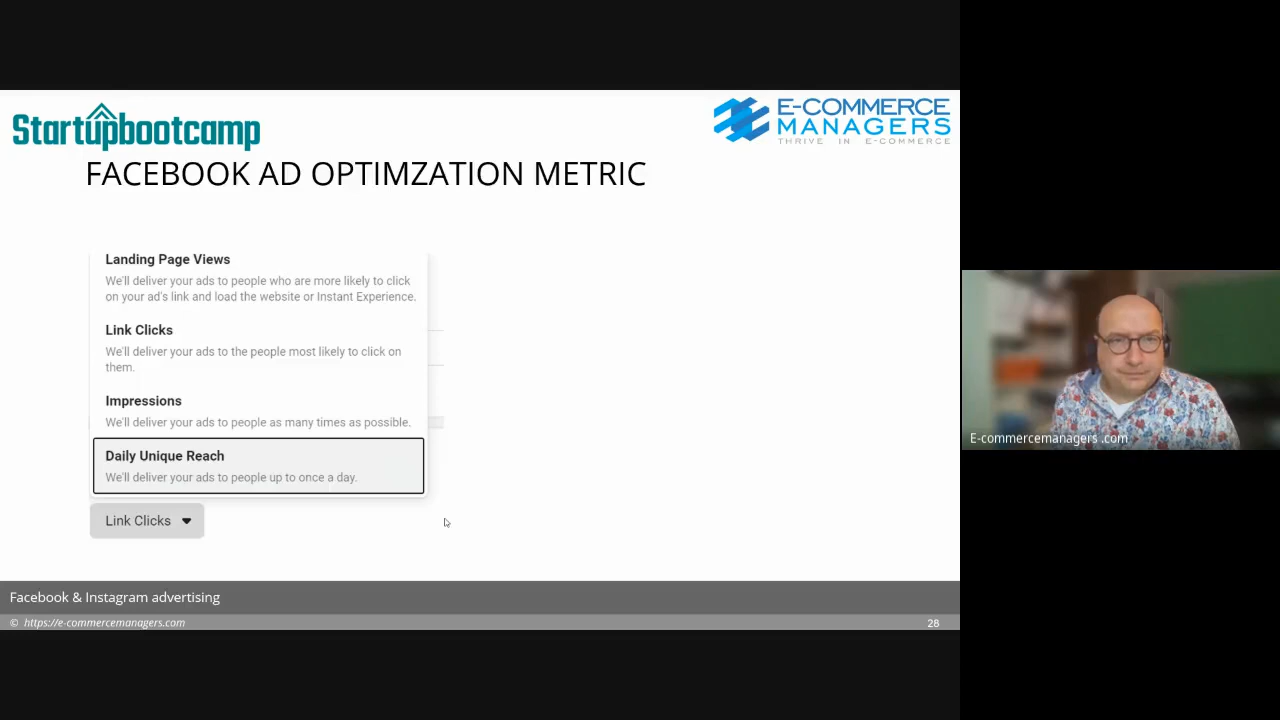 Startupbootcamp
E-COMMERCE
MANAGERS
THRIVE IN E-COMMERCE
FACEBOOK AD OPTIMZATION METRIC
Landing Page Views
We'll deliver your ads to people who are more likely to click
on your ad's link and load the website or Instant Experience.
Link Clicks
We'll deliver your ads to the people most likely to click on
them.
Impressions
We'll deliver your ads to people as many times as possible.
Daily Unique Reach
We'll deliver your ads to people up to once a day.
Link Clicks
E-commercemanagers .com
Facebook & Instagram advertising
© https://e-commercemanagers.com
28